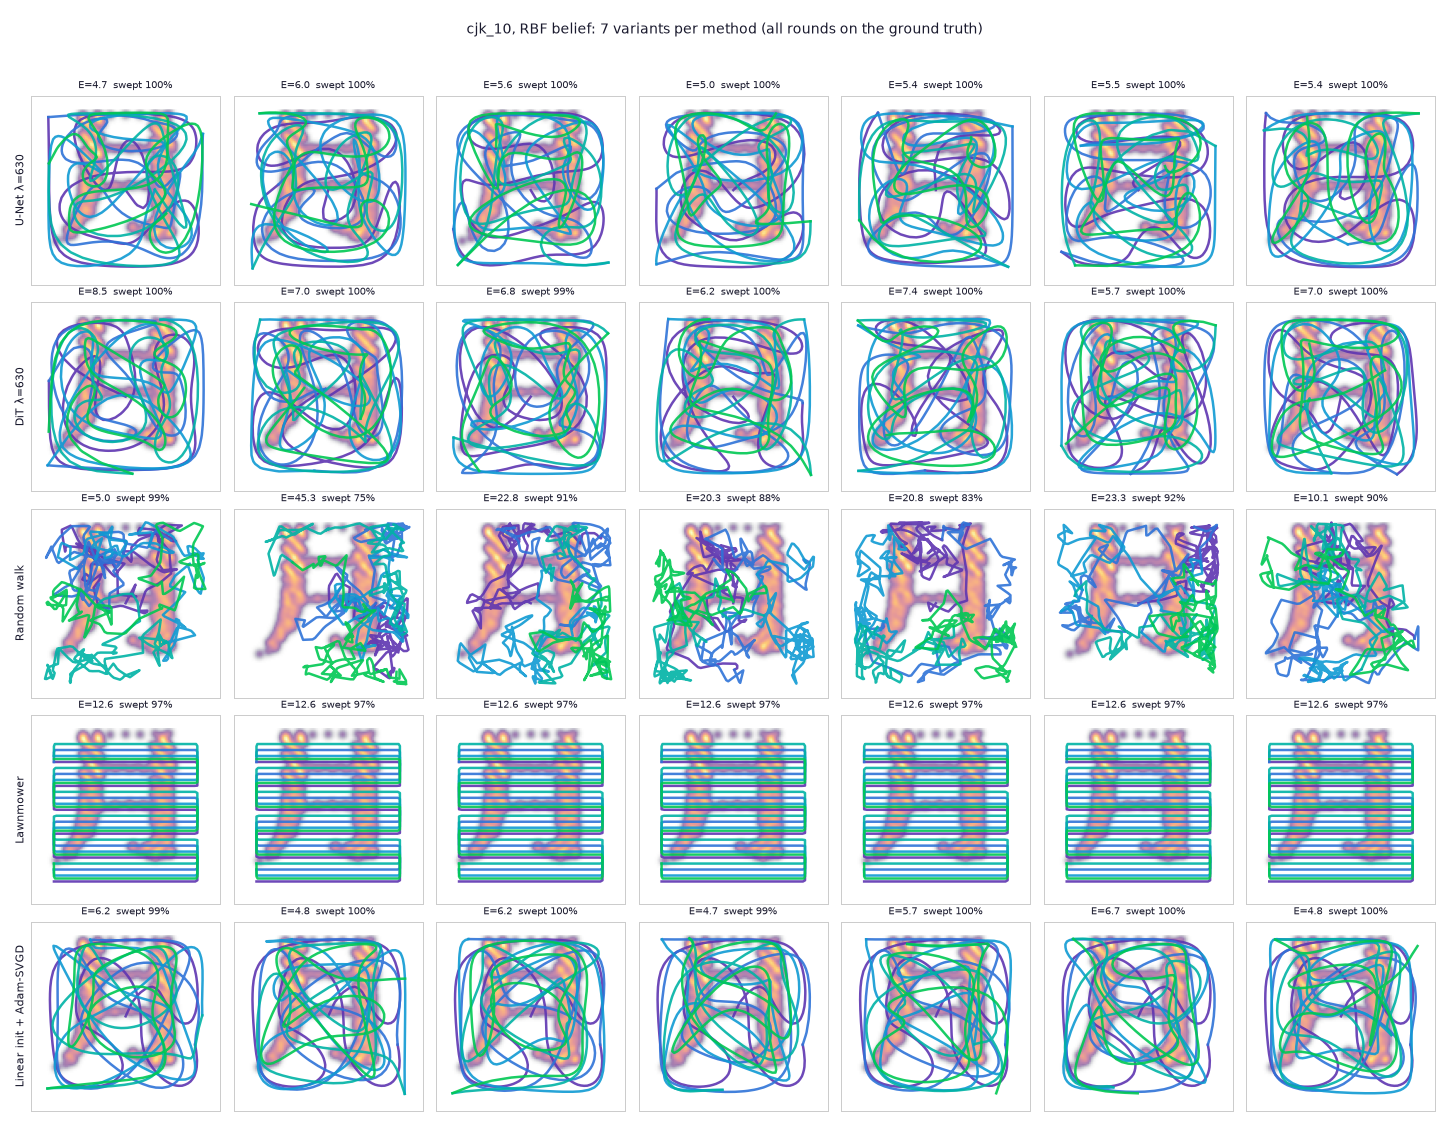 cjk_10, RBF belief: 7 variants per method (all rounds on the ground truth)
E=4.7 swept 100% E=6.0 swept 100% E=5.6 swept 100% E=5.0 swept 100% E=5.4 swept 100% E=5.5 swept 100% E=5.4 swept 100%
U-Net λ=630
E=8.5 swept 100% E=7.0 swept 100% E=6.8 swept 99% E=6.2 swept 100% E=7.4 swept 100% E=5.7 swept 100% E=7.0 swept 100%
DiT λ=630
E=5.0 swept 99% E=45.3 swept 75% E=22.8 swept 91% E=20.3 swept 88% E=20.8 swept 83% E=23.3 swept 92% E=10.1 swept 90%
Random walk
E=12.6 swept 97% E=12.6 swept 97% E=12.6 swept 97% E=12.6 swept 97% E=12.6 swept 97% E=12.6 swept 97% E=12.6 swept 97%
Lawnmower
E=6.2 swept 99% E=4.8 swept 100% E=6.2 swept 100% E=4.7 swept 99% E=5.7 swept 100% E=6.7 swept 100% E=4.8 swept 100%
Linear init + Adam-SVGD